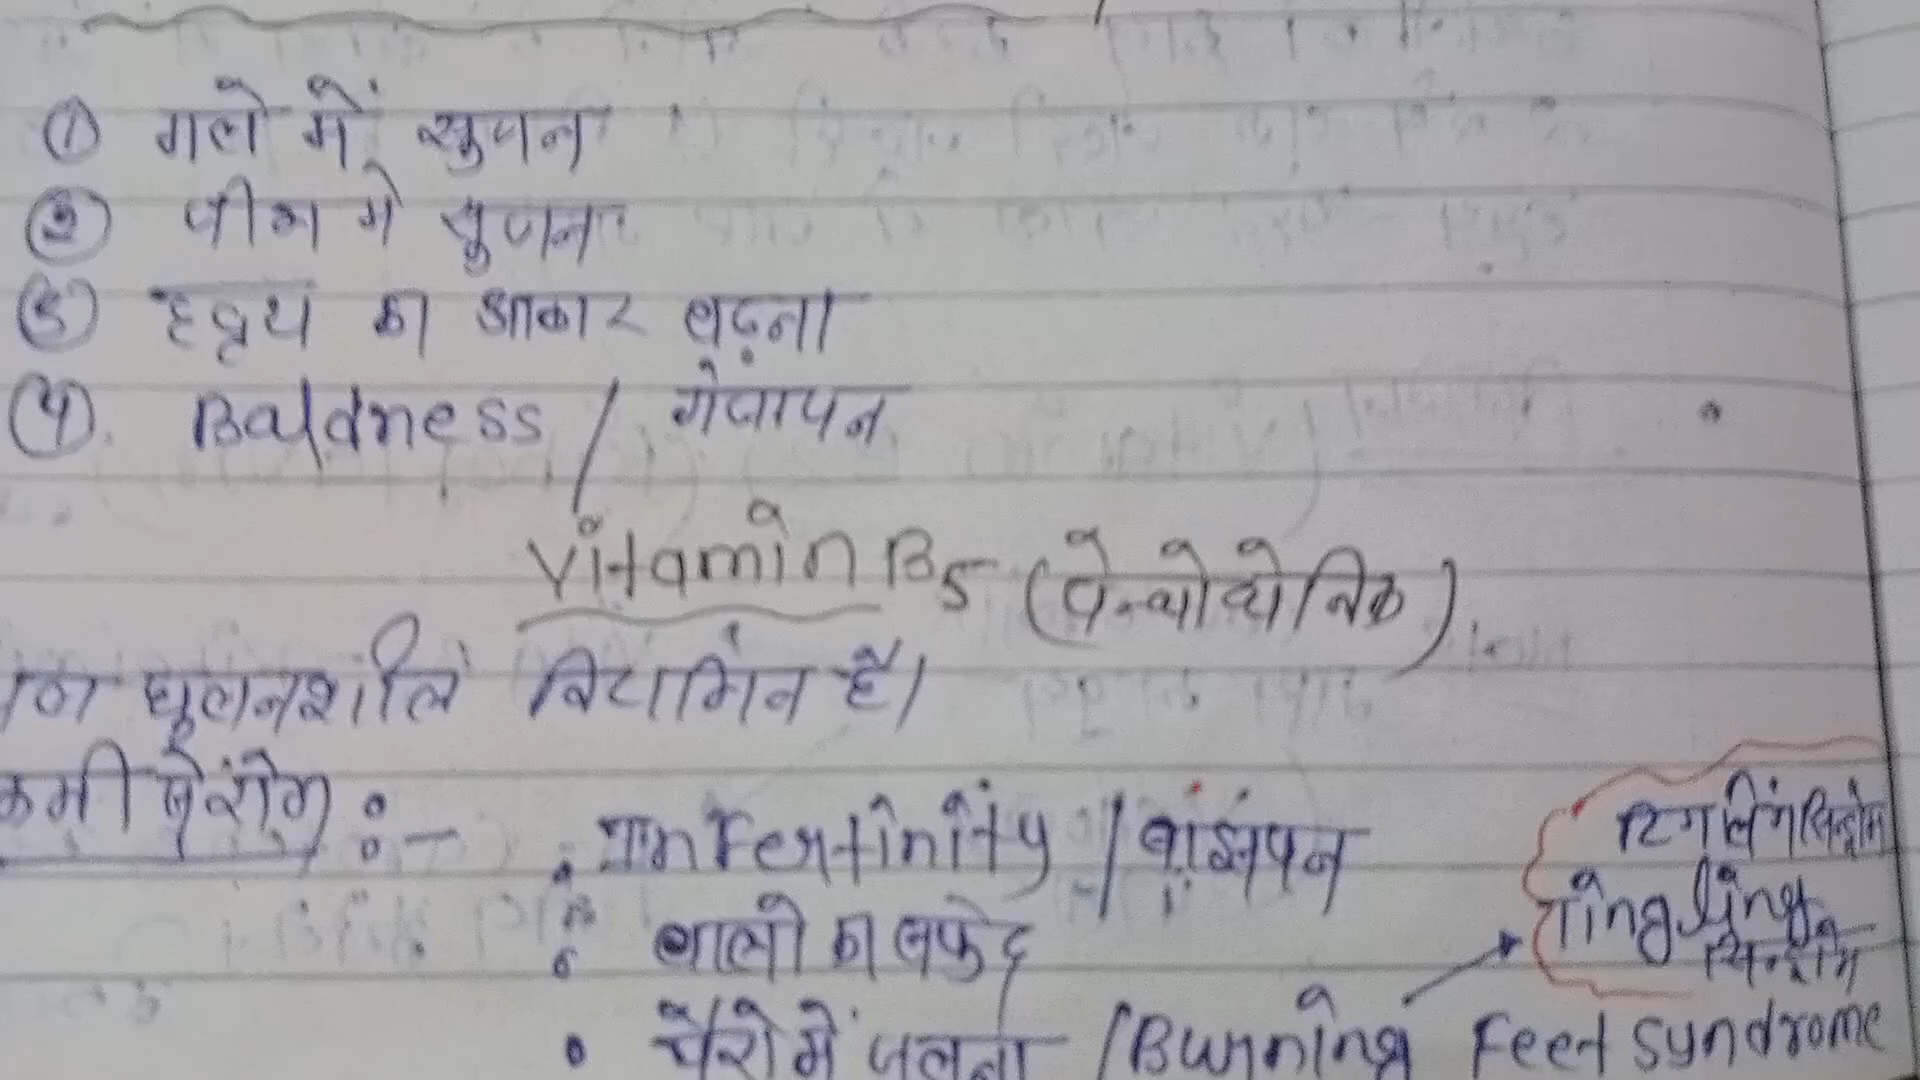 ① गले में सुजन
② जीभ मे सुजन
③ हृदय का आकार बढ़ना
④ Baldness / गंजापन
Vitamin B5 (पेन्थोथेनिक)
घुलनशील विटामिन है।
कमी से रोग :-
• Infertinity / बांझपन
• बालो का सफेद
• पैरो में जलना / Burning Feet Syndrome
टिंगलिंग सिन्ड्रोम
Tingling
सिन्ड्रोम